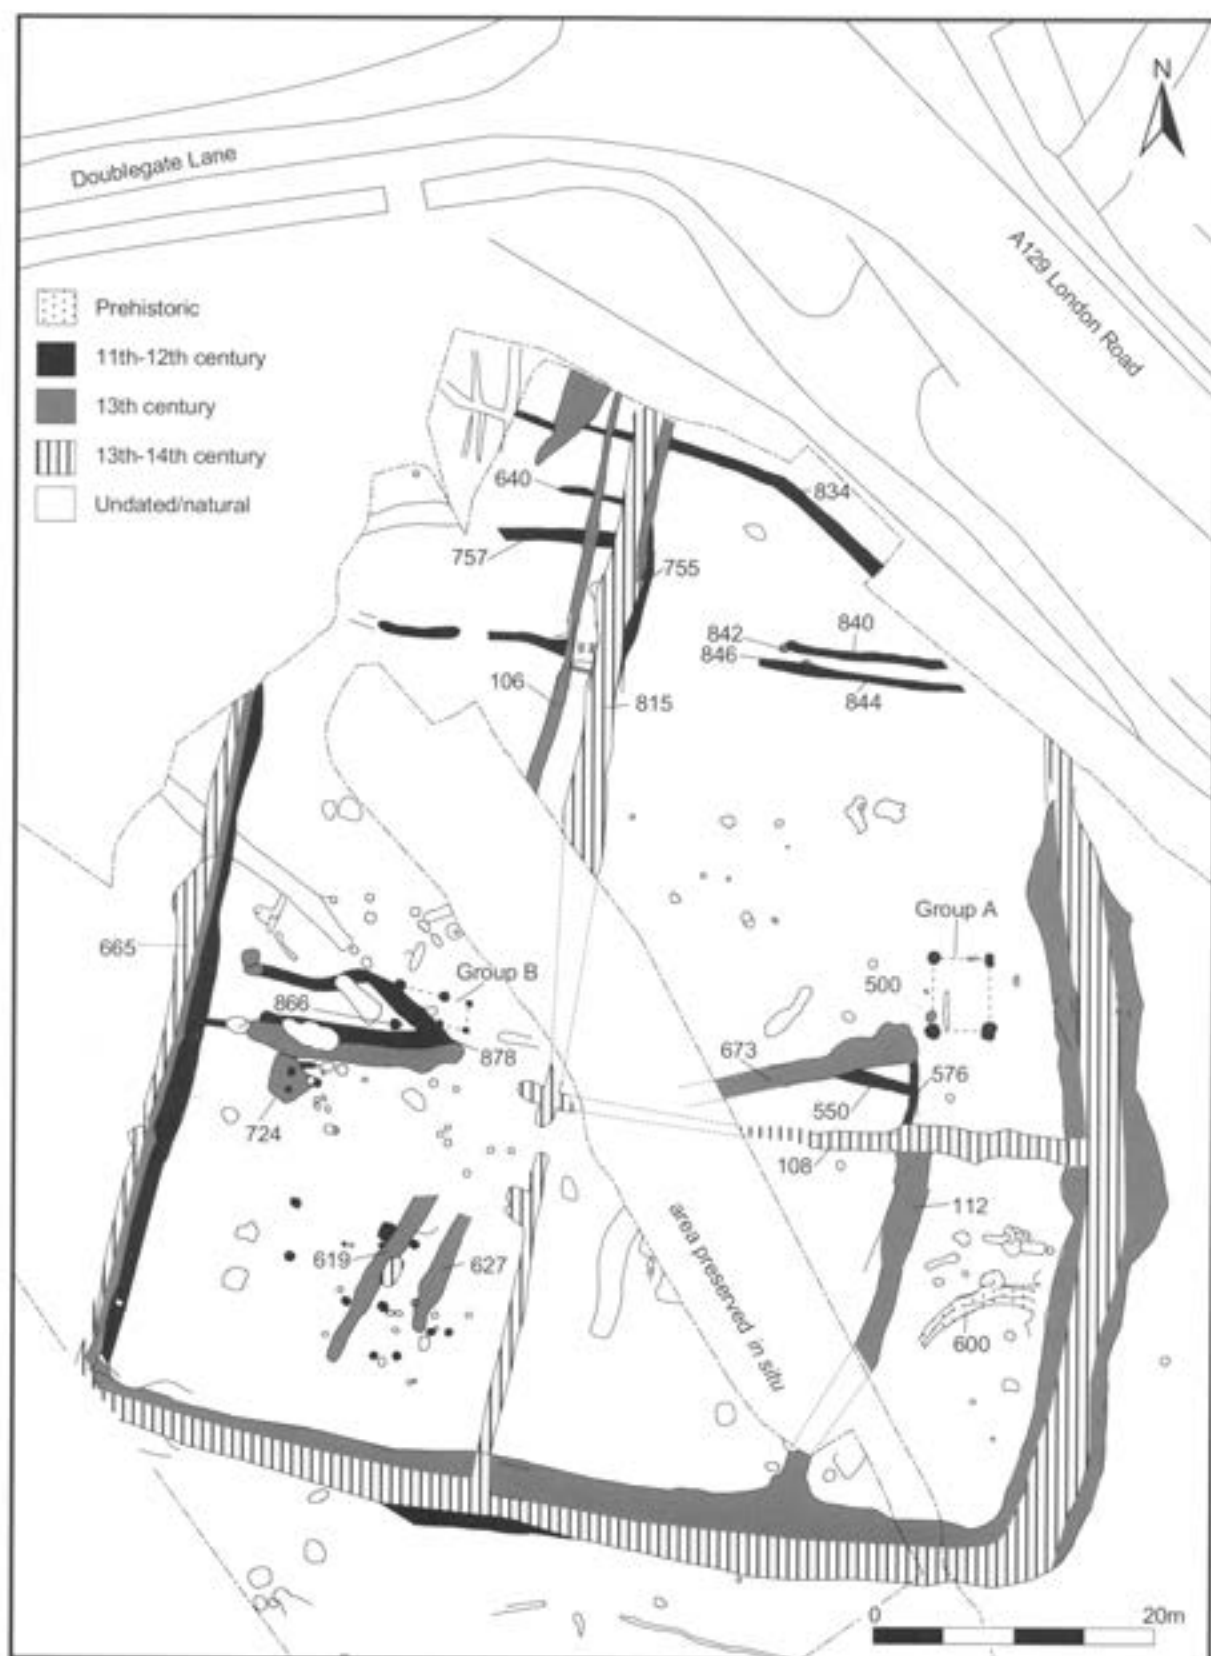 N
Doublegate Lane
A129 London Road
Prehistoric
11th-12th century
13th century
13th-14th century
Undated/natural
640
834
757
755
842
840
846
106
815
844
665
Group A
Group B
500
866
878
673
576
550
724
108
112
619
627
600
area preserved in situ
0
20m